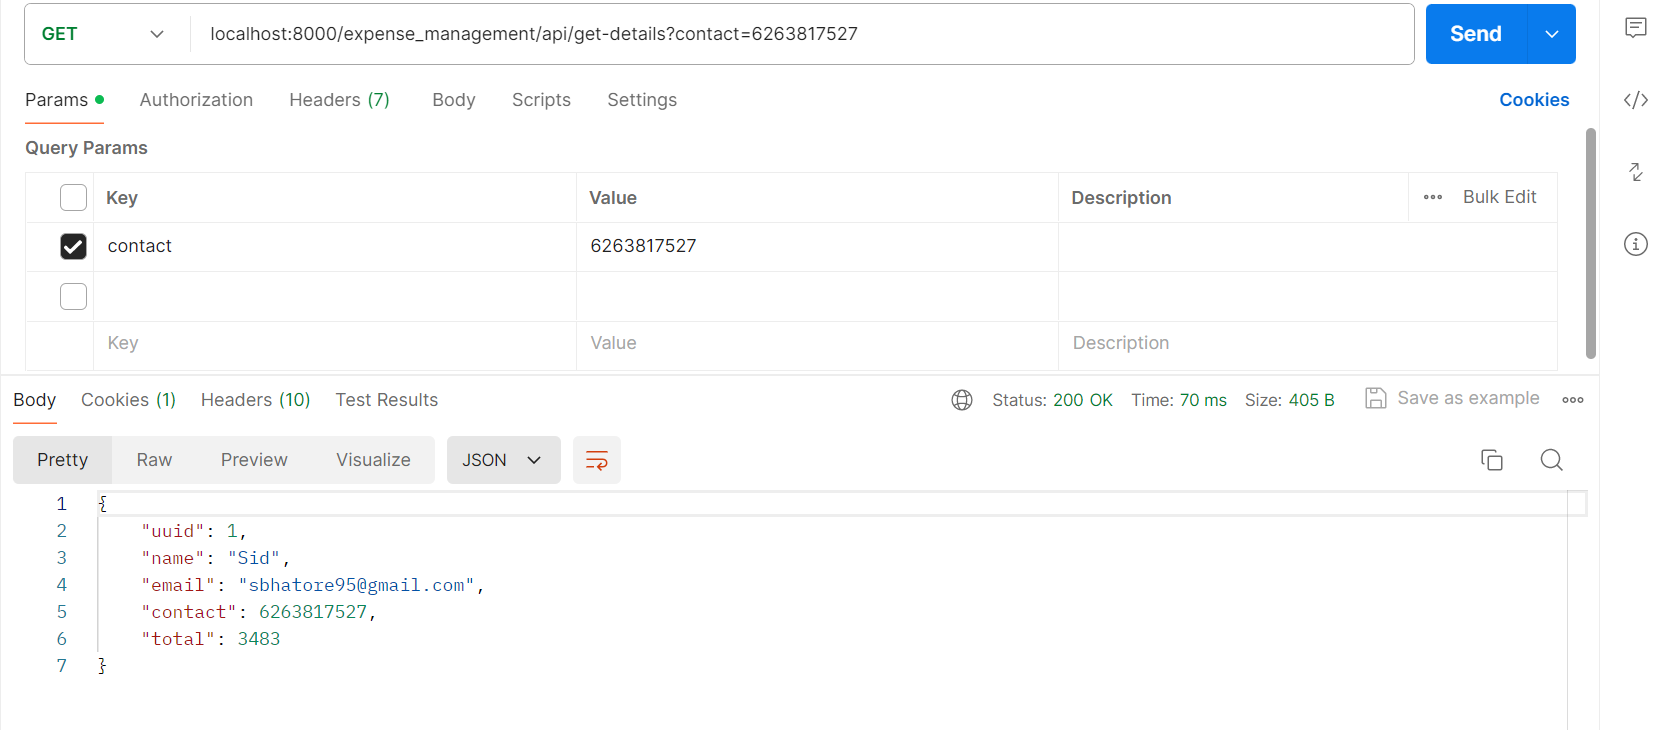 GET localhost:8000/expense_management/api/get-details?contact=6263817527 Send
Params Authorization Headers (7) Body Scripts Settings Cookies
Query Params
Key Value Description Bulk Edit
contact 6263817527
Key Value Description
Body Cookies (1) Headers (10) Test Results Status: 200 OK Time: 70 ms Size: 405 B Save as example
Pretty Raw Preview Visualize JSON
1 {
2 "uuid": 1,
3 "name": "Sid",
4 "email": "sbhatore95@gmail.com",
5 "contact": 6263817527,
6 "total": 3483
7 }